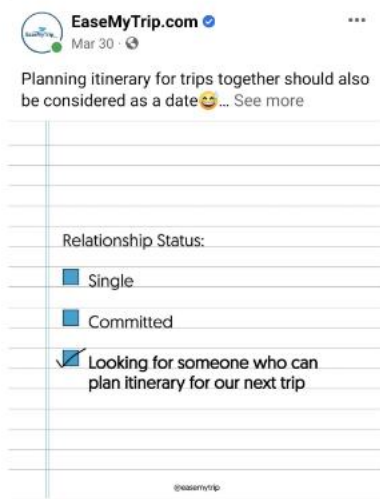 EaseMyTrip.com
Mar 30 ·
Planning itinerary for trips together should also
be considered as a date😅... See more
Relationship Status:
Single
Committed
Looking for someone who can
plan itinerary for our next trip
@easemytrip